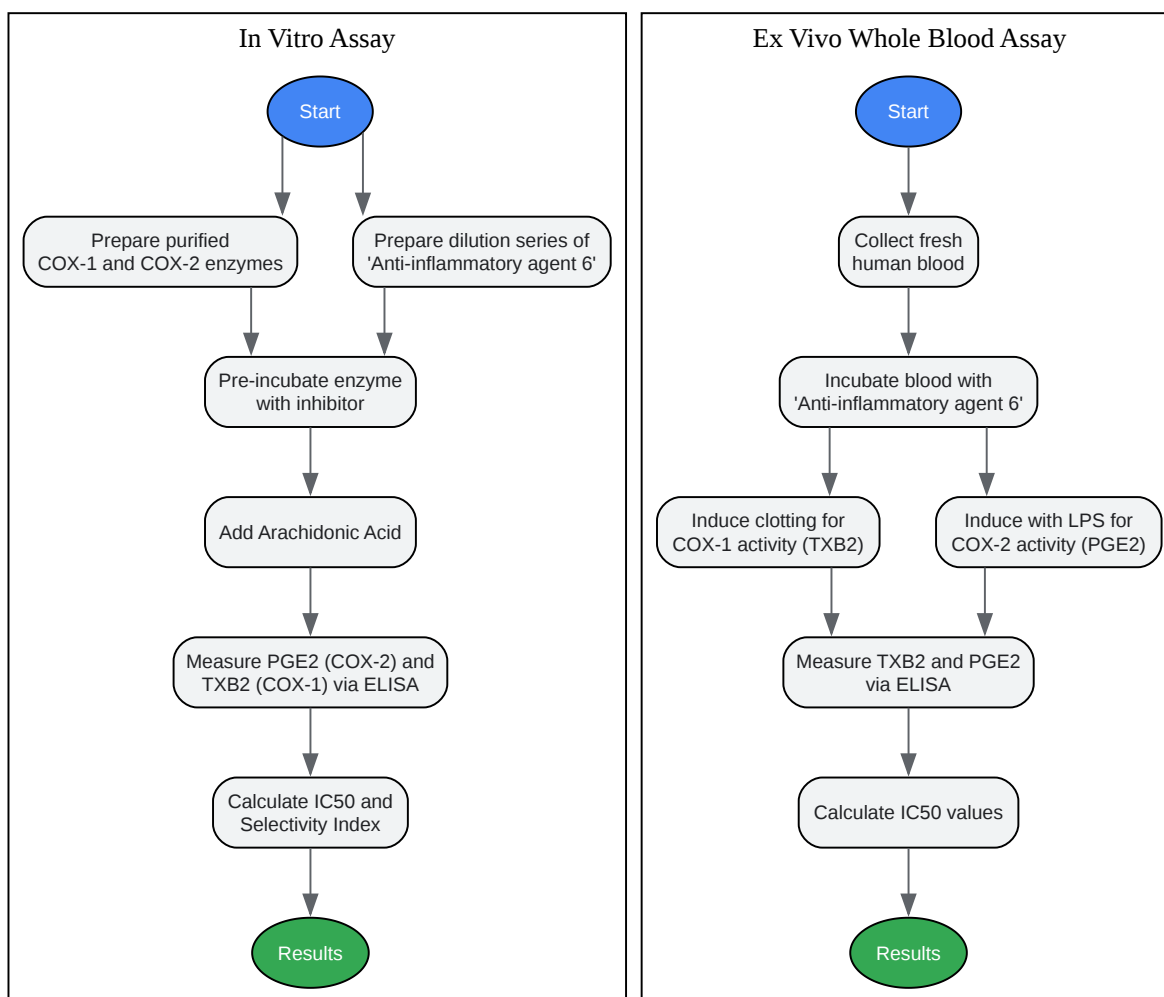 In Vitro Assay
Start
Prepare purified
COX-1 and COX-2 enzymes
Prepare dilution series of
'Anti-inflammatory agent 6'
Pre-incubate enzyme
with inhibitor
Add Arachidonic Acid
Measure PGE2 (COX-2) and
TXB2 (COX-1) via ELISA
Calculate IC50 and
Selectivity Index
Results
Ex Vivo Whole Blood Assay
Start
Collect fresh
human blood
Incubate blood with
'Anti-inflammatory agent 6'
Induce clotting for
COX-1 activity (TXB2)
Induce with LPS for
COX-2 activity (PGE2)
Measure TXB2 and PGE2
via ELISA
Calculate IC50 values
Results